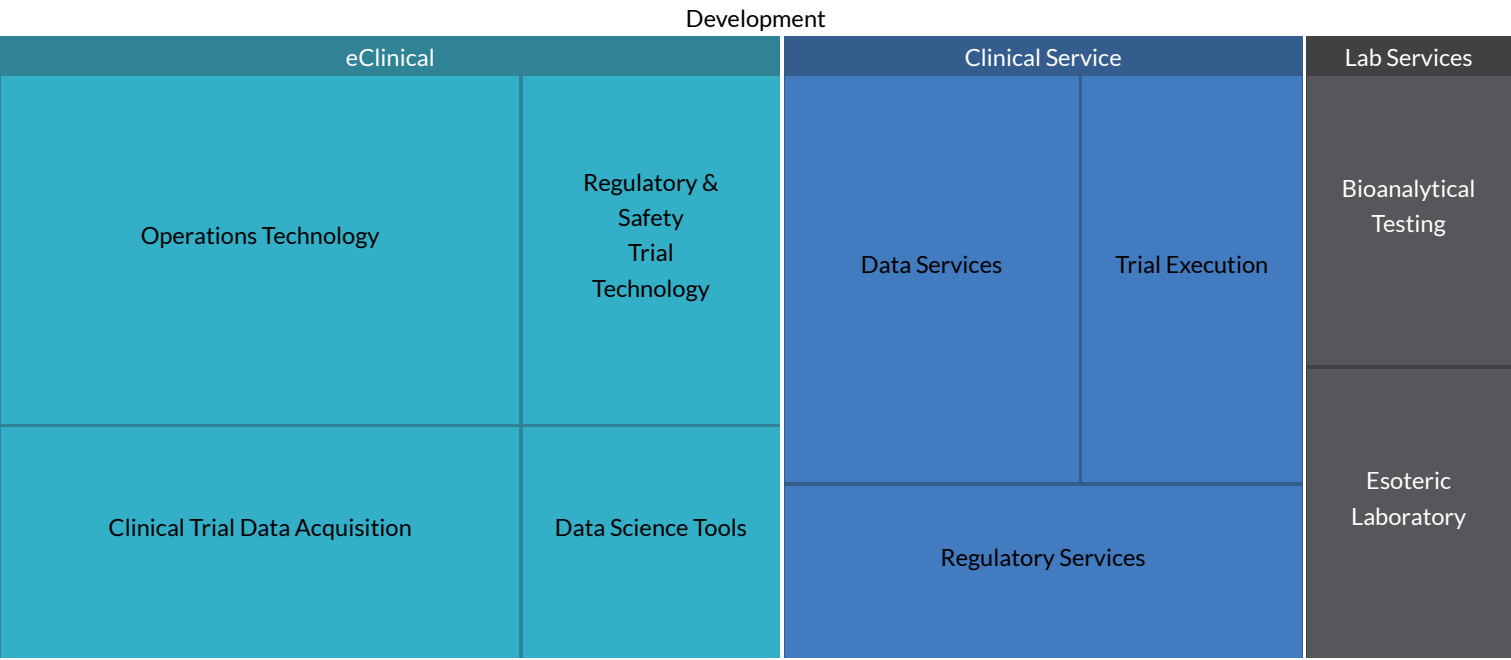 Development
eClinical
Operations Technology
Regulatory &
Safety
Trial
Technology
Clinical Trial Data Acquisition
Data Science Tools
Clinical Service
Data Services
Trial Execution
Regulatory Services
Lab Services
Bioanalytical
Testing
Esoteric
Laboratory